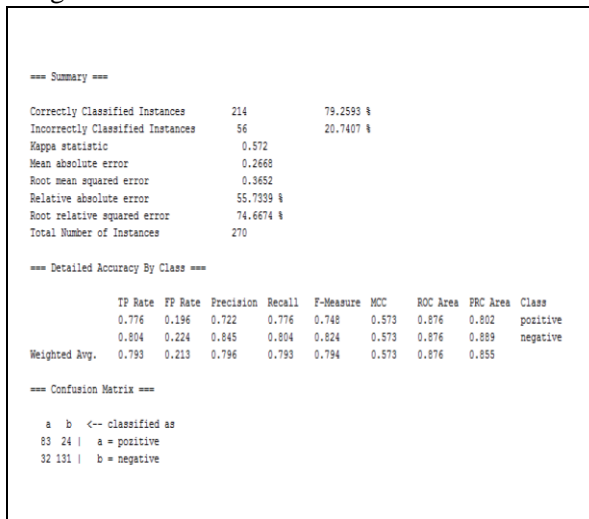 === Summary ===
Correctly Classified Instances 214 79.2593 %
Incorrectly Classified Instances 56 20.7407 %
Kappa statistic 0.572
Mean absolute error 0.2668
Root mean squared error 0.3652
Relative absolute error 55.7339 %
Root relative squared error 74.6674 %
Total Number of Instances 270
=== Detailed Accuracy By Class ===
TP Rate FP Rate Precision Recall F-Measure MCC ROC Area PRC Area Class
0.776 0.196 0.722 0.776 0.748 0.573 0.876 0.802 pozitive
0.804 0.224 0.845 0.804 0.824 0.573 0.876 0.889 negative
Weighted Avg. 0.793 0.213 0.796 0.793 0.794 0.573 0.876 0.855
=== Confusion Matrix ===
a b <-- classified as
83 24 | a = pozitive
32 131 | b = negative